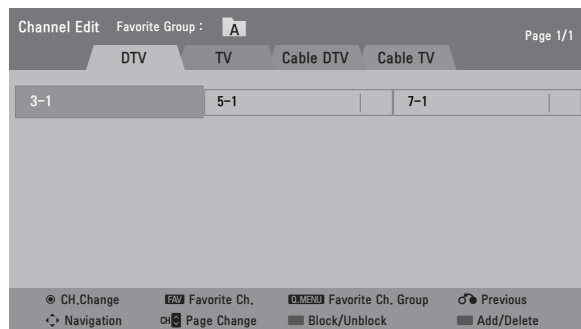 Channel Edit Favorite Group : A
Page 1/1
DTV TV Cable DTV Cable TV
3-1 5-1 7-1
CH.Change FAV Favorite Ch. Q.MENU Favorite Ch. Group Previous
Navigation CH Page Change Block/Unblock Add/Delete